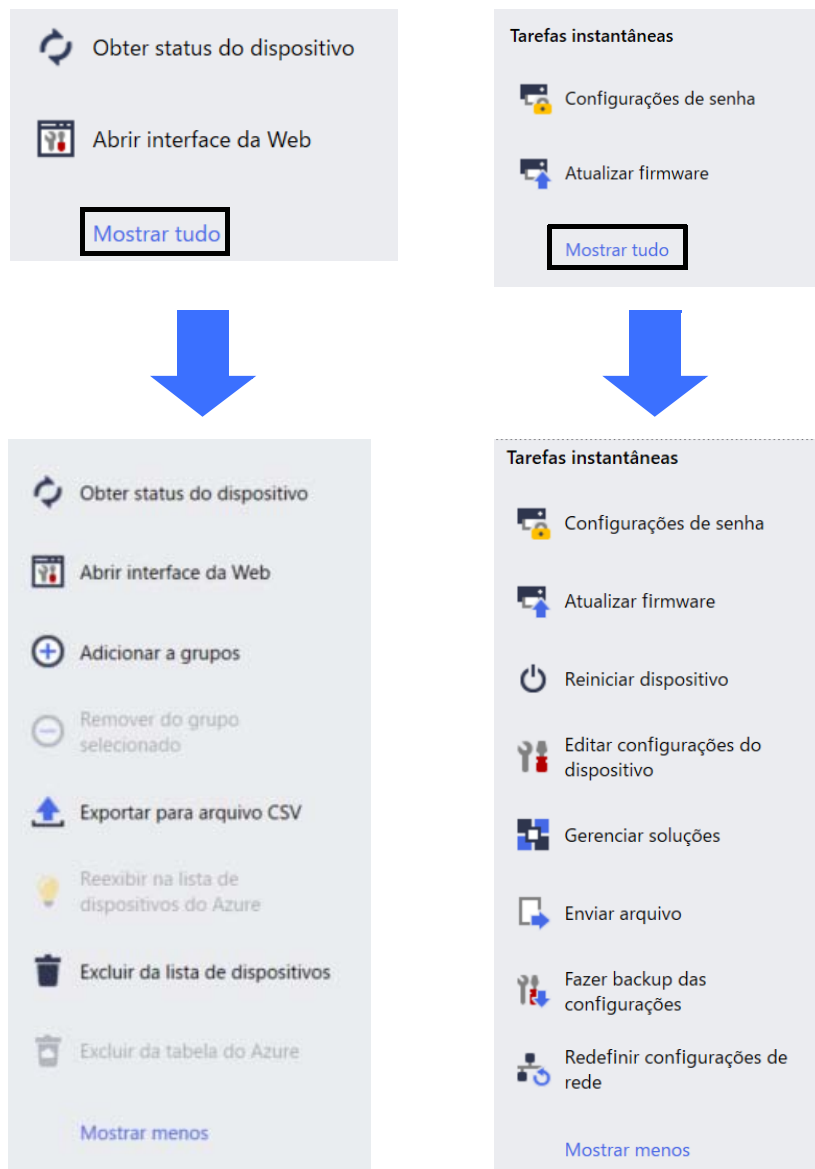 Obter status do dispositivo
Abrir interface da Web
Mostrar tudo
Tarefas instantâneas
Configurações de senha
Atualizar firmware
Mostrar tudo
Obter status do dispositivo
Abrir interface da Web
Adicionar a grupos
Remover do grupo
selecionado
Exportar para arquivo CSV
Reexibir na lista de
dispositivos do Azure
Excluir da lista de dispositivos
Excluir da tabela do Azure
Mostrar menos
Tarefas instantâneas
Configurações de senha
Atualizar firmware
Reiniciar dispositivo
Editar configurações do
dispositivo
Gerenciar soluções
Enviar arquivo
Fazer backup das
configurações
Redefinir configurações de
rede
Mostrar menos